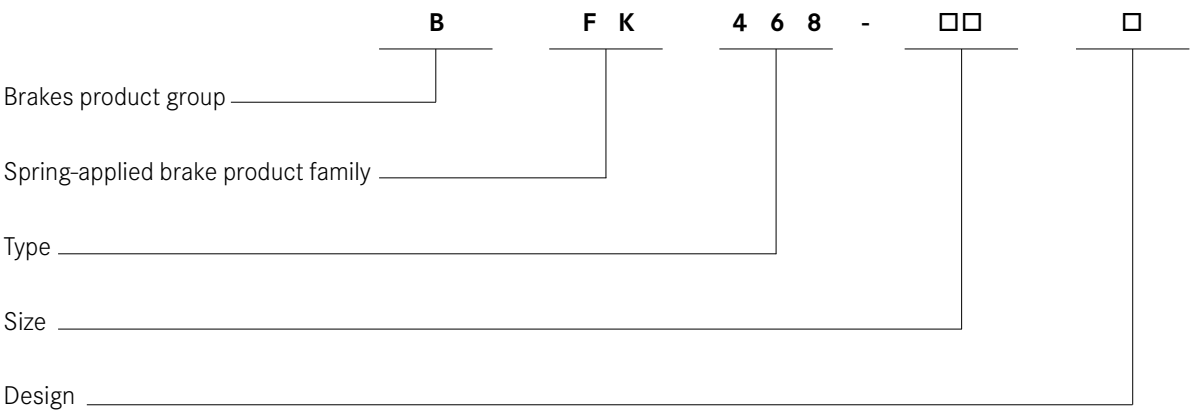 B F K 4 6 8 - □□ □
Brakes product group
Spring-applied brake product family
Type
Size
Design